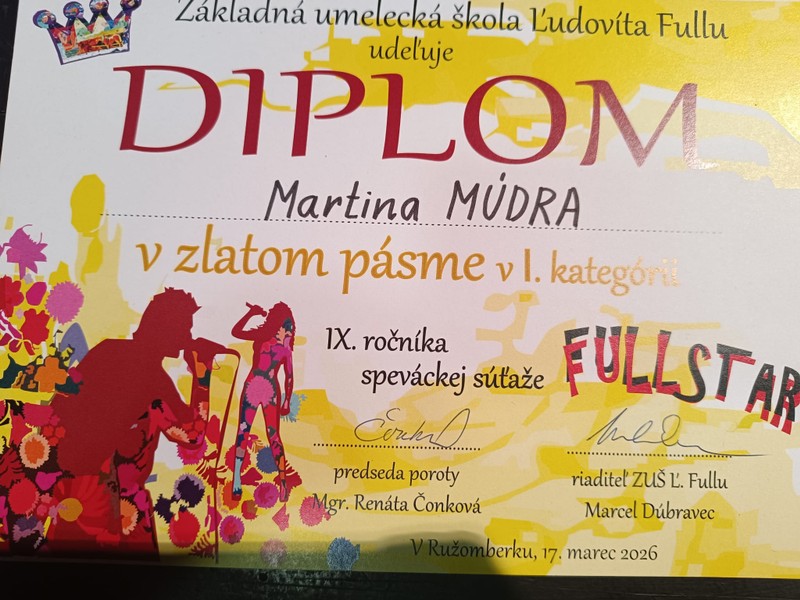 Základná umelecká škola Ľudovíta Fullu
udeľuje
DIPLOM
Martina MÚDRA
v zlatom pásme v I. kategórii
IX. ročníka
speváckej súťaže
FULLSTAR
predseda poroty
Mgr. Renáta Čonková
riaditeľ ZUŠ Ľ. Fullu
Marcel Dúbravec
V Ružomberku, 17. marec 2026